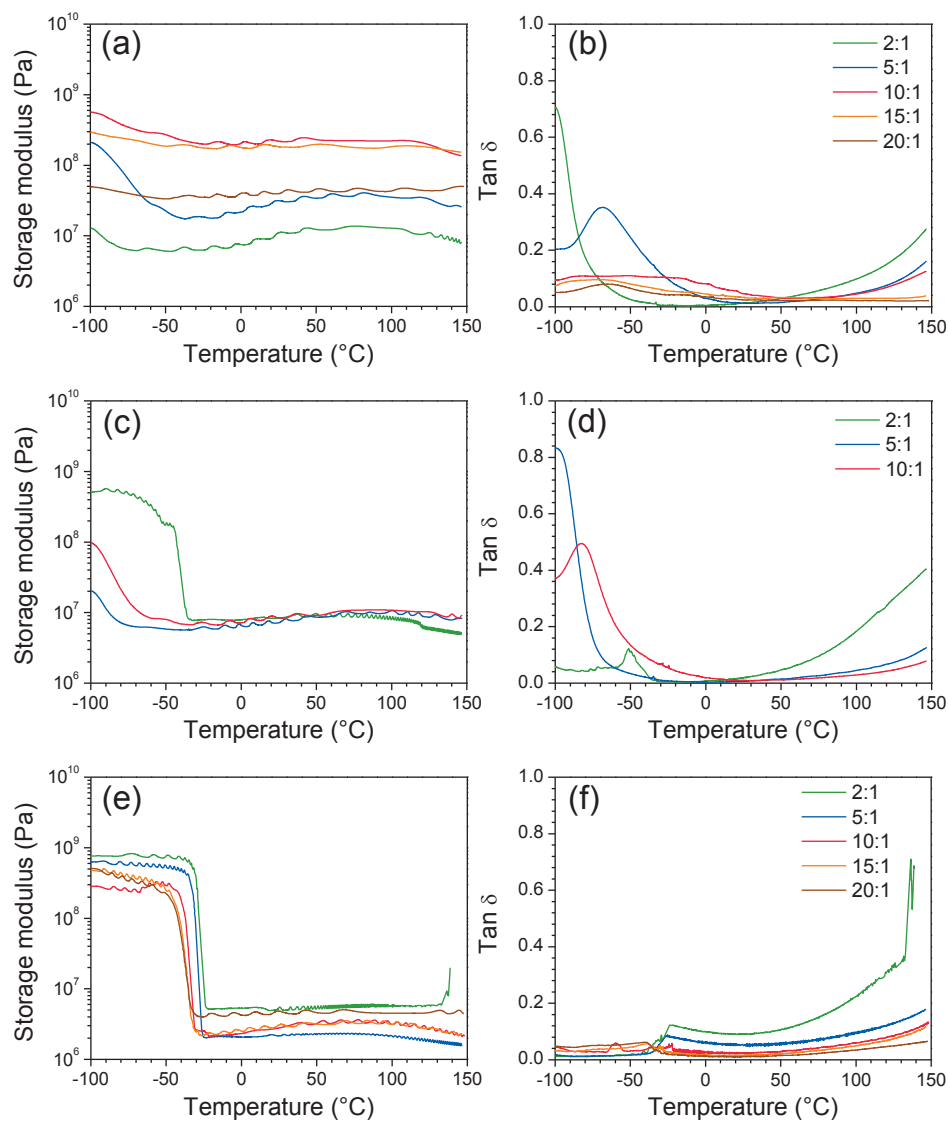 (a)
Storage modulus (Pa)
10^10
10^9
10^8
10^7
10^6
-100 -50 0 50 100 150
Temperature (°C)
(b)
Tan δ
1.0
0.8
0.6
0.4
0.2
0.0
2:1
5:1
10:1
15:1
20:1
-100 -50 0 50 100 150
Temperature (°C)
(c)
Storage modulus (Pa)
10^10
10^9
10^8
10^7
10^6
-100 -50 0 50 100 150
Temperature (°C)
(d)
Tan δ
1.0
0.8
0.6
0.4
0.2
0.0
2:1
5:1
10:1
-100 -50 0 50 100 150
Temperature (°C)
(e)
Storage modulus (Pa)
10^10
10^9
10^8
10^7
10^6
-100 -50 0 50 100 150
Temperature (°C)
(f)
Tan δ
1.0
0.8
0.6
0.4
0.2
0.0
2:1
5:1
10:1
15:1
20:1
-100 -50 0 50 100 150
Temperature (°C)